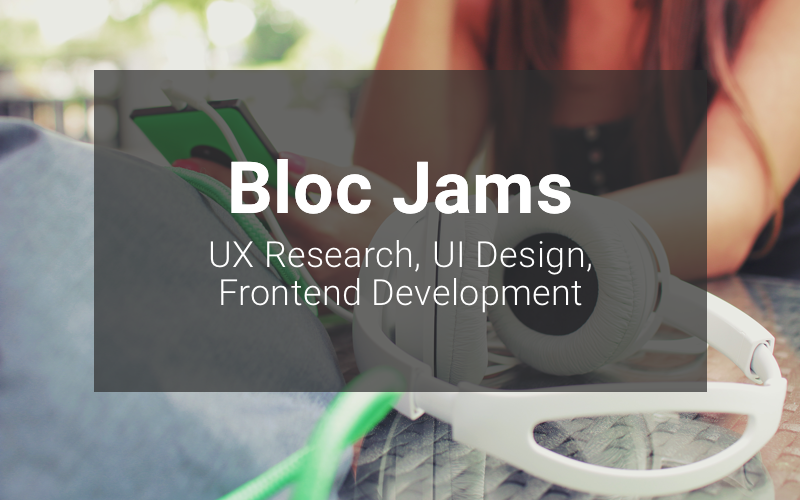 Bloc Jams
UX Research, UI Design,
Frontend Development